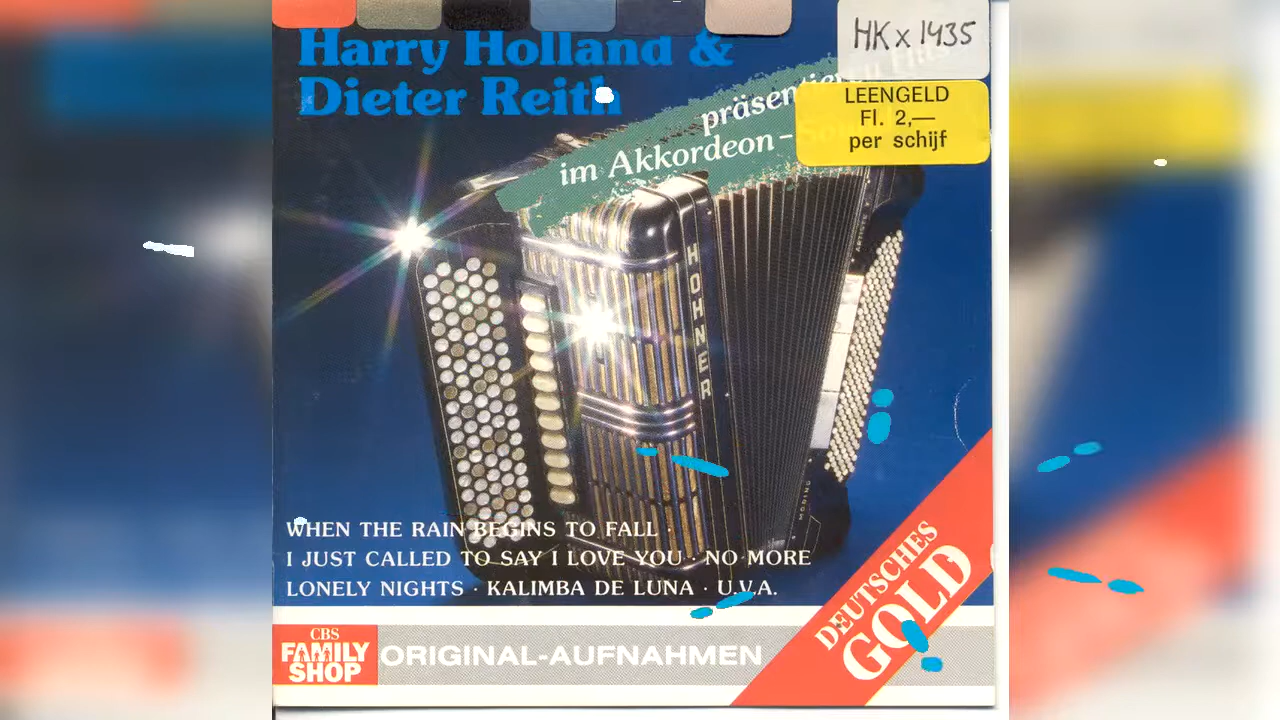 Harry Holland &
Dieter Reith
HK x 1435
LEENGELD
Fl. 2,—
per schijf
präsentieren Hits
im Akkordeon-
HOHNER
WHEN THE RAIN BEGINS TO FALL ·
I JUST CALLED TO SAY I LOVE YOU · NO MORE
LONELY NIGHTS · KALIMBA DE LUNA · U.V.A.
DEUTSCHES
GOLD
CBS
FAMILY
SHOP
ORIGINAL-AUFNAHMEN
MORINO